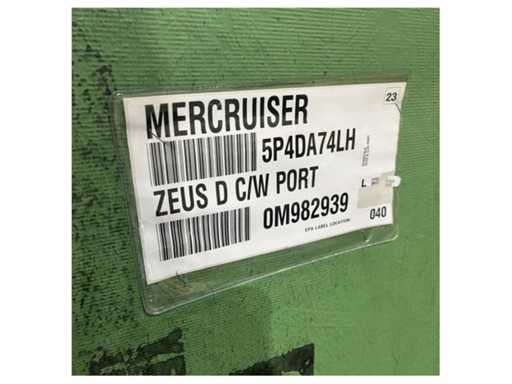 23
MERCRUISER
5P4DA74LH
ZEUS D C/W PORT
L
0M982939
040
EPA LABEL LOCATION